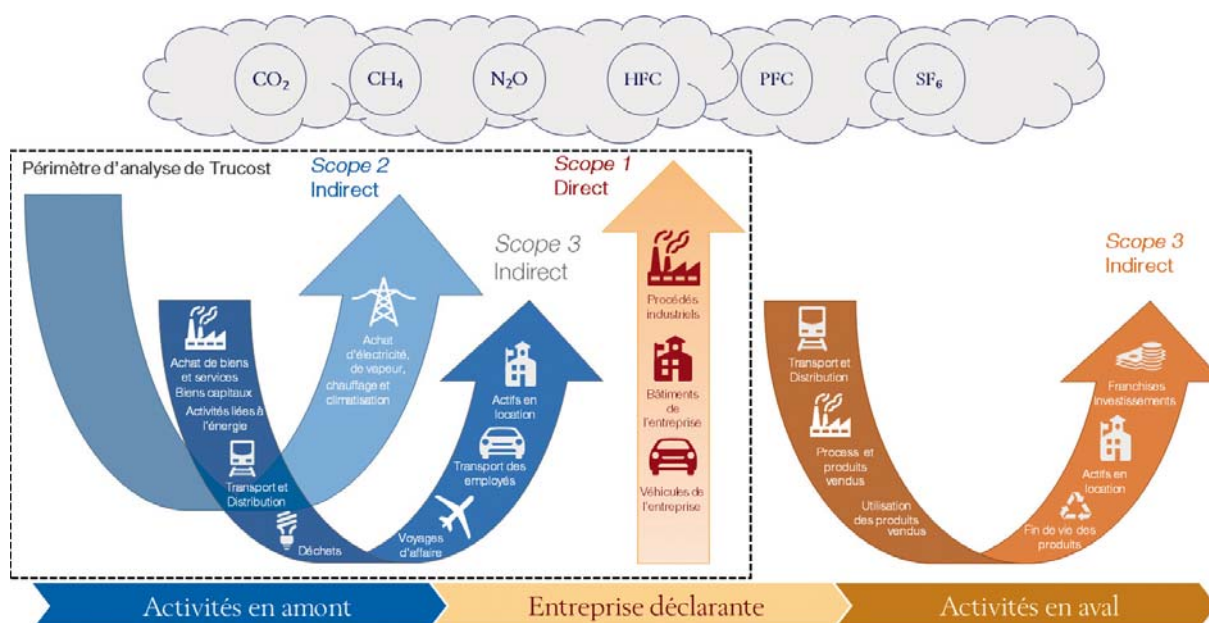 CO₂
CH₄
N₂O
HFC
PFC
SF₆
Périmètre d'analyse de Trucost
Scope 2
Indirect
Scope 1
Direct
Scope 3
Indirect
Scope 3
Indirect
Achat de biens
et services
Biens capitaux
Activités liées à
l'énergie
Transport et
Distribution
Déchets
Achat
d'électricité,
de vapeur,
chauffage et
climatisation
Voyages
d'affaire
Transport des
employés
Actifs en
location
Procédés
industriels
Bâtiments
de
l'entreprise
Véhicules de
l'entreprise
Transport et
Distribution
Process et
produits
vendus
Utilisation
des produits
vendus
Franchises
Investissements
Actifs en
location
Fin de vie des
produits
Activités en amont
Entreprise déclarante
Activités en aval